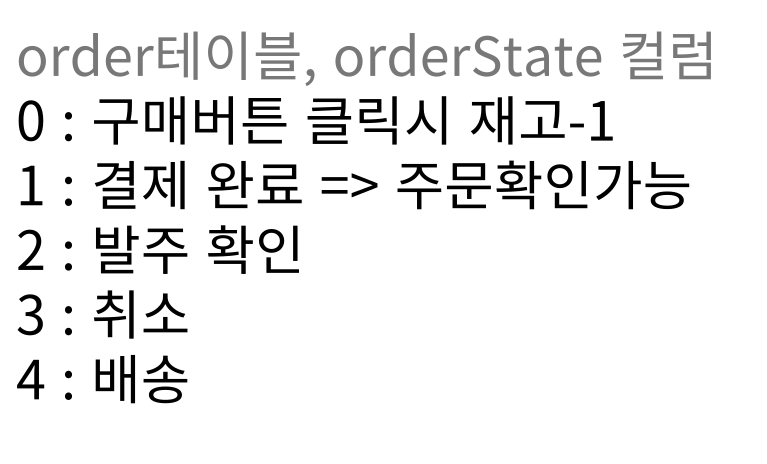 order테이블, orderState 컬럼
0 : 구매버튼 클릭시 재고-1
1 : 결제 완료 => 주문확인가능
2 : 발주 확인
3 : 취소
4 : 배송